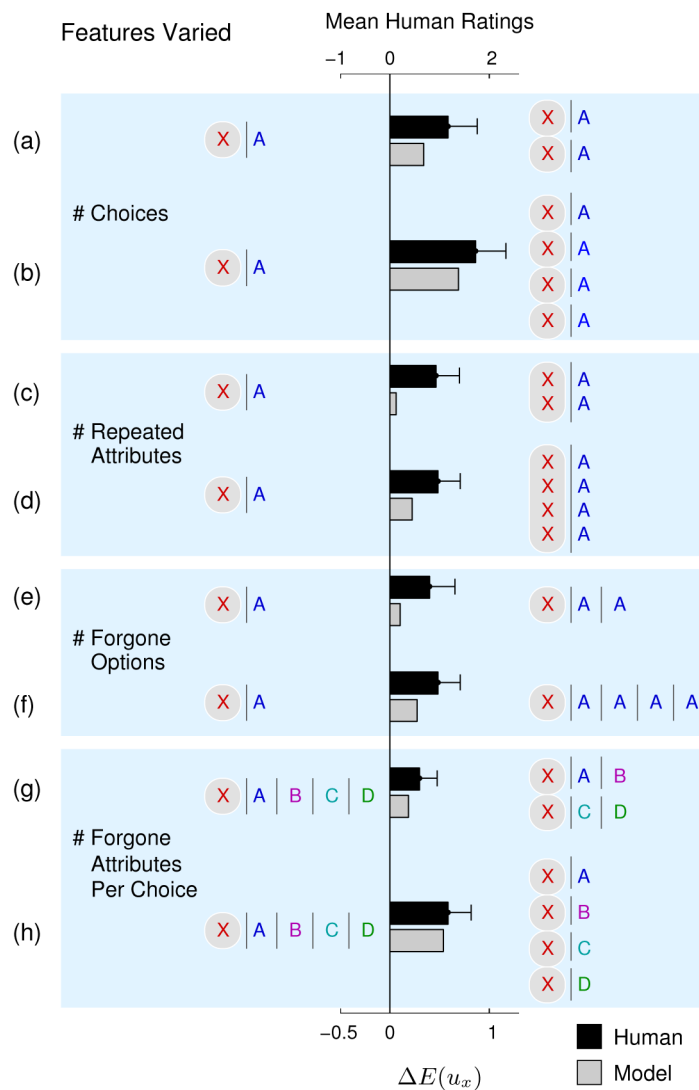 Features Varied
Mean Human Ratings
−1 0 2
(a)
X A
X A
X A
# Choices
(b)
X A
X A
X A
X A
X A
(c)
X A
X A
X A
# Repeated
Attributes
(d)
X A
X A
X A
X A
X A
(e)
X A
X A A
# Forgone
Options
(f)
X A
X A A A A
(g)
X A B C D
X A B
X C D
# Forgone
Attributes
Per Choice
(h)
X A B C D
X A
X B
X C
X D
-0.5 0 1
ΔE(uₓ)
Human
Model